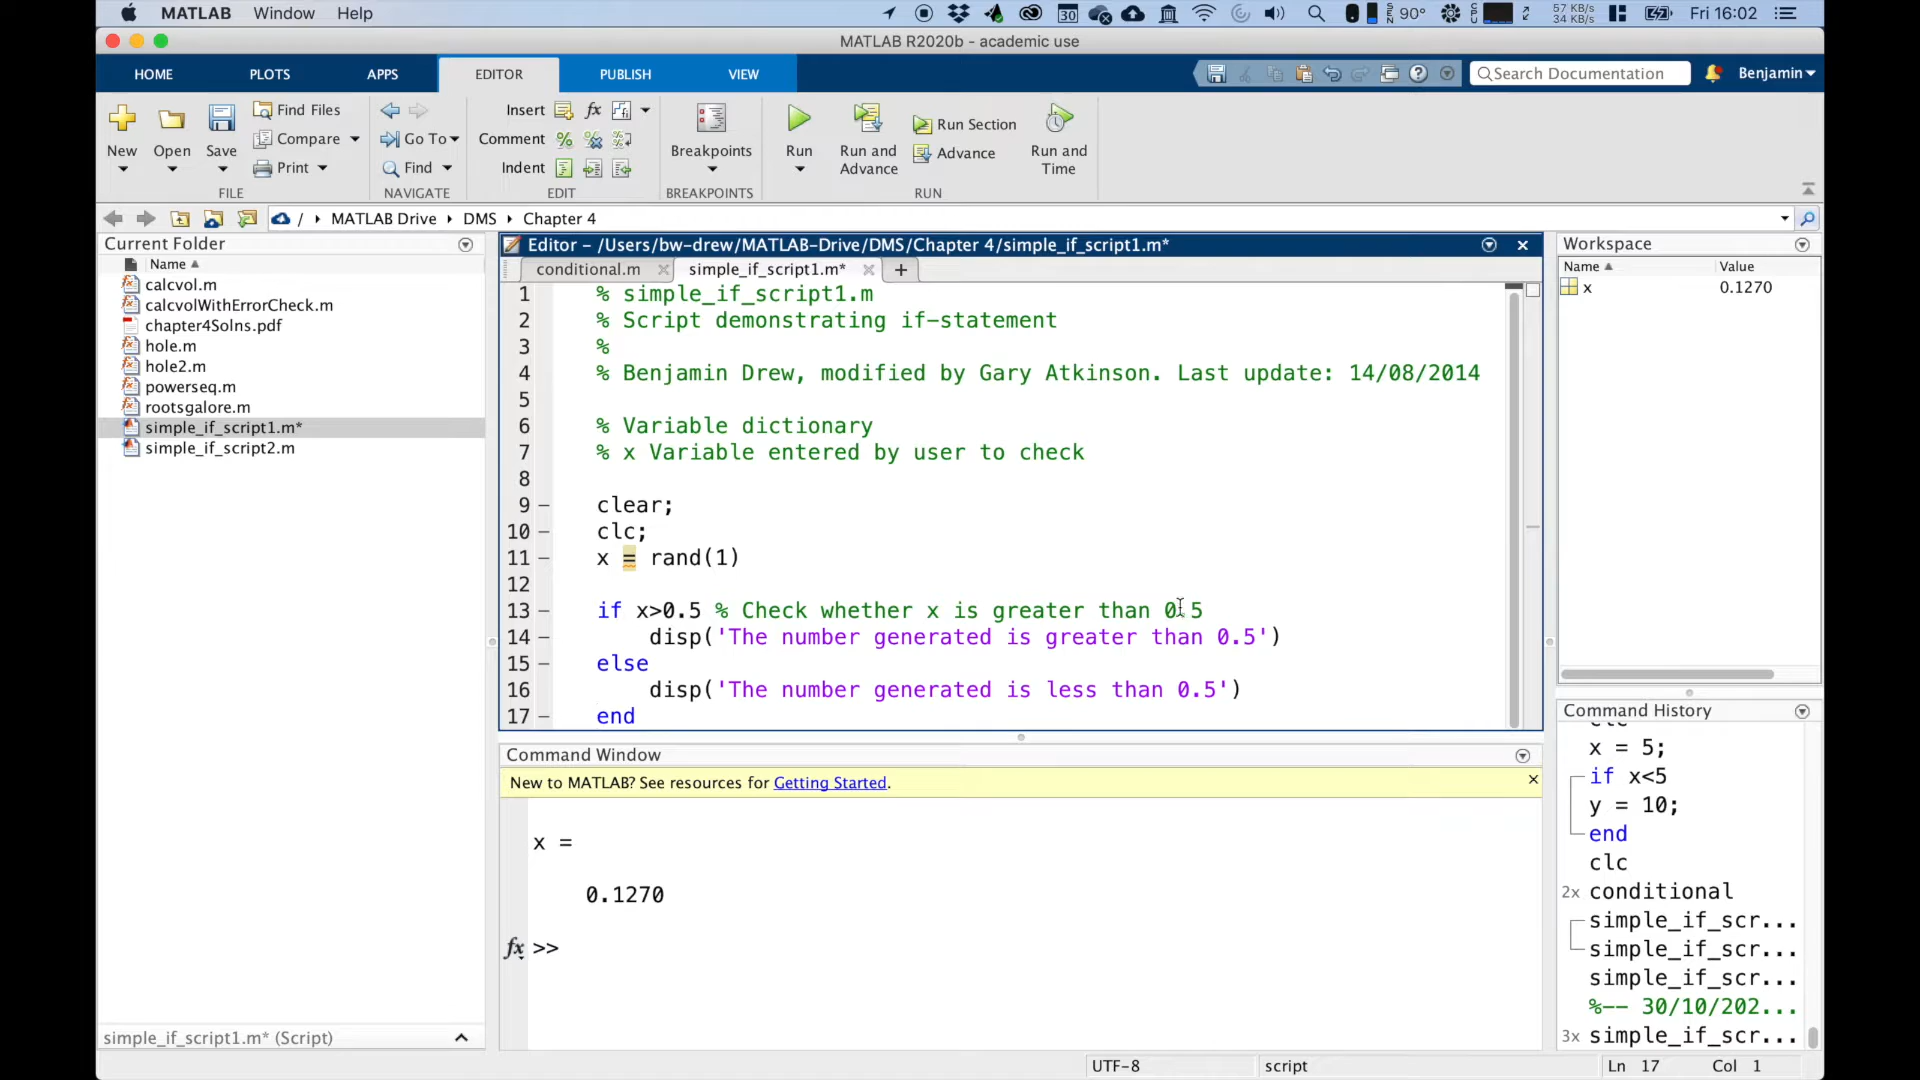 MATLAB Window Help
30 90° 57 KB/s 34 KB/s Fri 16:02
MATLAB R2020b - academic use
HOME PLOTS APPS EDITOR PUBLISH VIEW
Search Documentation Benjamin
New Open Save Find Files Compare Print
FILE
Go To Find
NAVIGATE
Insert fx
Comment
Indent
EDIT
Breakpoints
BREAKPOINTS
Run Run and Advance Run Section Advance Run and Time
RUN
/ MATLAB Drive DMS Chapter 4
Current Folder
Name
calcvol.m
calcvolWithErrorCheck.m
chapter4Solns.pdf
hole.m
hole2.m
powerseq.m
rootsgalore.m
simple_if_script1.m*
simple_if_script2.m
simple_if_script1.m* (Script)
Editor – /Users/bw-drew/MATLAB-Drive/DMS/Chapter 4/simple_if_script1.m*
conditional.m simple_if_script1.m* +
1 % simple_if_script1.m
2 % Script demonstrating if-statement
3 %
4 % Benjamin Drew, modified by Gary Atkinson. Last update: 14/08/2014
5
6 % Variable dictionary
7 % x Variable entered by user to check
8
9 – clear;
10 – clc;
11 – x = rand(1)
12
13 – if x>0.5 % Check whether x is greater than 0.5
14 – disp('The number generated is greater than 0.5')
15 – else
16 – disp('The number generated is less than 0.5')
17 – end
Command Window
New to MATLAB? See resources for Getting Started.
x =
0.1270
fx >>
Workspace
Name Value
x 0.1270
Command History
clc
x = 5;
if x<5
y = 10;
end
clc
2x conditional
simple_if_scr...
simple_if_scr...
simple_if_scr...
%-- 30/10/202...
3x simple_if_scr...
UTF-8 script Ln 17 Col 1